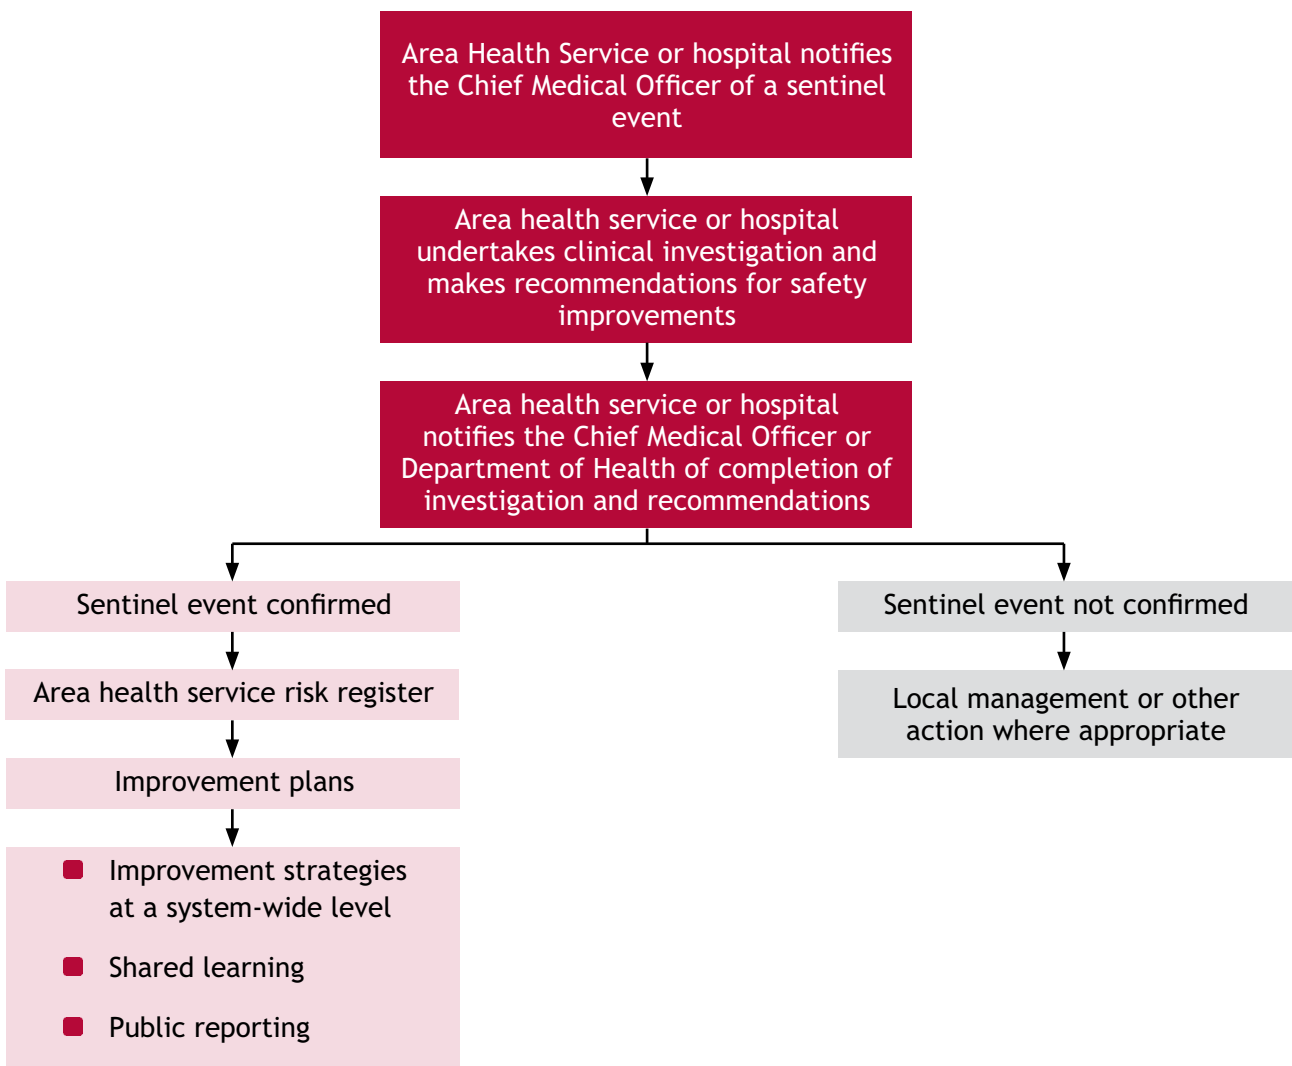 Area Health Service or hospital notifies
the Chief Medical Officer of a sentinel
event
Area health service or hospital
undertakes clinical investigation and
makes recommendations for safety
improvements
Area health service or hospital
notifies the Chief Medical Officer or
Department of Health of completion of
investigation and recommendations
Sentinel event confirmed
Sentinel event not confirmed
Area health service risk register
Local management or other
action where appropriate
Improvement plans
Improvement strategies
at a system-wide level
Shared learning
Public reporting